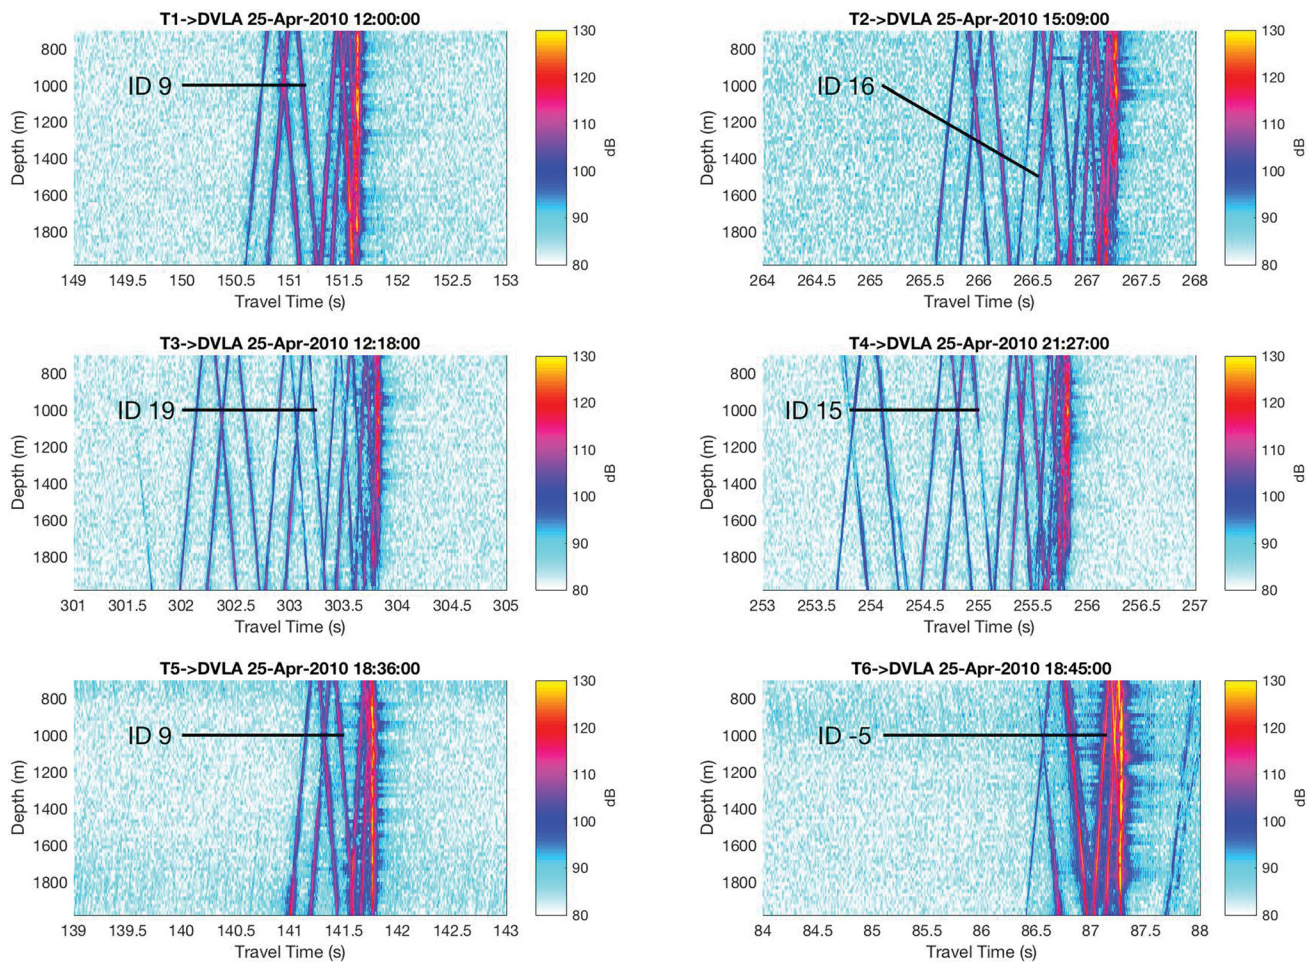 T1->DVLA 25-Apr-2010 12:00:00
130
120
110
100
90
80
dB
800
1000
1200
1400
1600
1800
Depth (m)
ID 9
149 149.5 150 150.5 151 151.5 152 152.5 153
Travel Time (s)
T2->DVLA 25-Apr-2010 15:09:00
130
120
110
100
90
80
dB
800
1000
1200
1400
1600
1800
Depth (m)
ID 16
264 264.5 265 265.5 266 266.5 267 267.5 268
Travel Time (s)
T3->DVLA 25-Apr-2010 12:18:00
130
120
110
100
90
80
dB
800
1000
1200
1400
1600
1800
Depth (m)
ID 19
301 301.5 302 302.5 303 303.5 304 304.5 305
Travel Time (s)
T4->DVLA 25-Apr-2010 21:27:00
130
120
110
100
90
80
dB
800
1000
1200
1400
1600
1800
Depth (m)
ID 15
253 253.5 254 254.5 255 255.5 256 256.5 257
Travel Time (s)
T5->DVLA 25-Apr-2010 18:36:00
130
120
110
100
90
80
dB
800
1000
1200
1400
1600
1800
Depth (m)
ID 9
139 139.5 140 140.5 141 141.5 142 142.5 143
Travel Time (s)
T6->DVLA 25-Apr-2010 18:45:00
130
120
110
100
90
80
dB
800
1000
1200
1400
1600
1800
Depth (m)
ID -5
84 84.5 85 85.5 86 86.5 87 87.5 88
Travel Time (s)